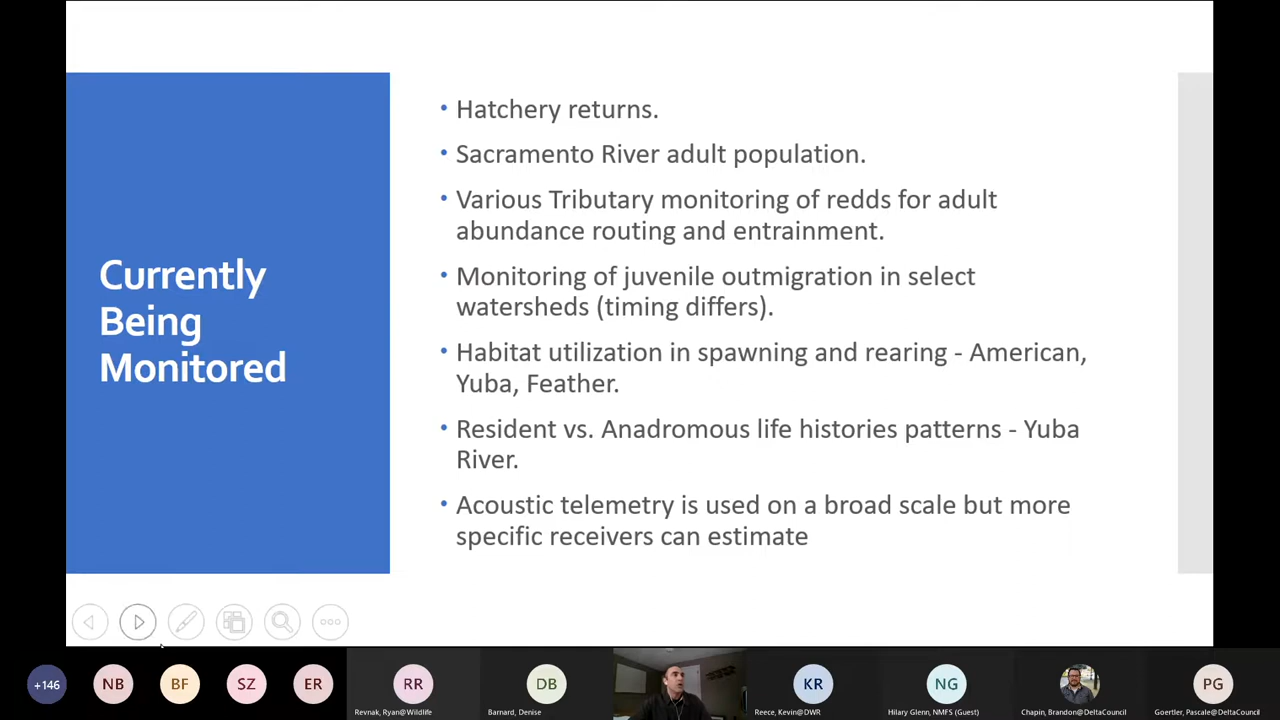 Currently
Being
Monitored
• Hatchery returns.
• Sacramento River adult population.
• Various Tributary monitoring of redds for adult
abundance routing and entrainment.
• Monitoring of juvenile outmigration in select
watersheds (timing differs).
• Habitat utilization in spawning and rearing - American,
Yuba, Feather.
• Resident vs. Anadromous life histories patterns - Yuba
River.
• Acoustic telemetry is used on a broad scale but more
specific receivers can estimate
+146
NB
BF
SZ
ER
RR
Revnak, Ryan@Wildlife
DB
Barnard, Denise
KR
Reece, Kevin@DWR
NG
Hilary Glenn, NMFS (Guest)
Chapin, Brandon@DeltaCouncil
PG
Goertler, Pascale@DeltaCouncil